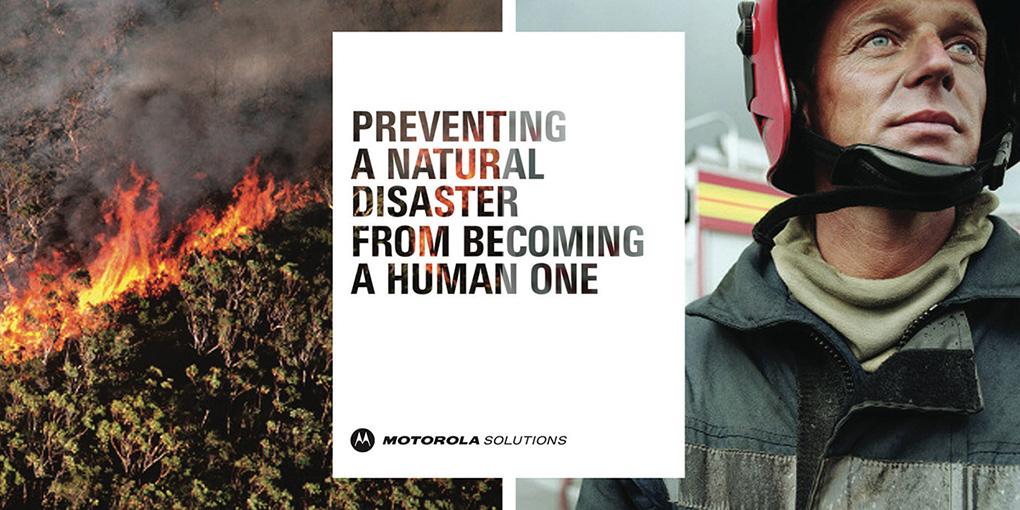 PREVENTING
A NATURAL
DISASTER
FROM BECOMING
A HUMAN ONE
MOTOROLA SOLUTIONS